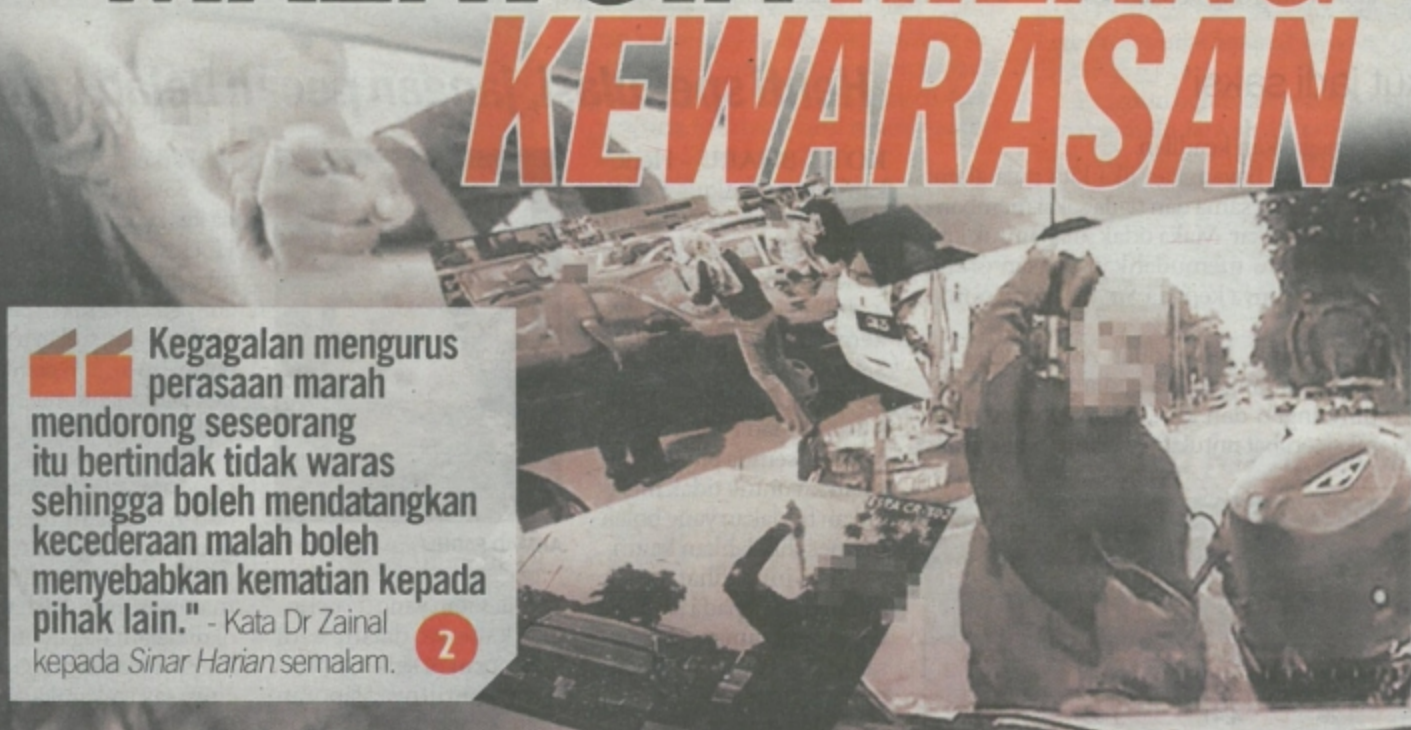 KEWARASAN
Kegagalan mengurus
perasaan marah
mendorong seseorang
itu bertindak tidak waras
sehingga boleh mendatangkan
kecederaan malah boleh
menyebabkan kematian kepada
pihak lain." - Kata Dr Zainal
kepada Sinar Harian semalam.
2